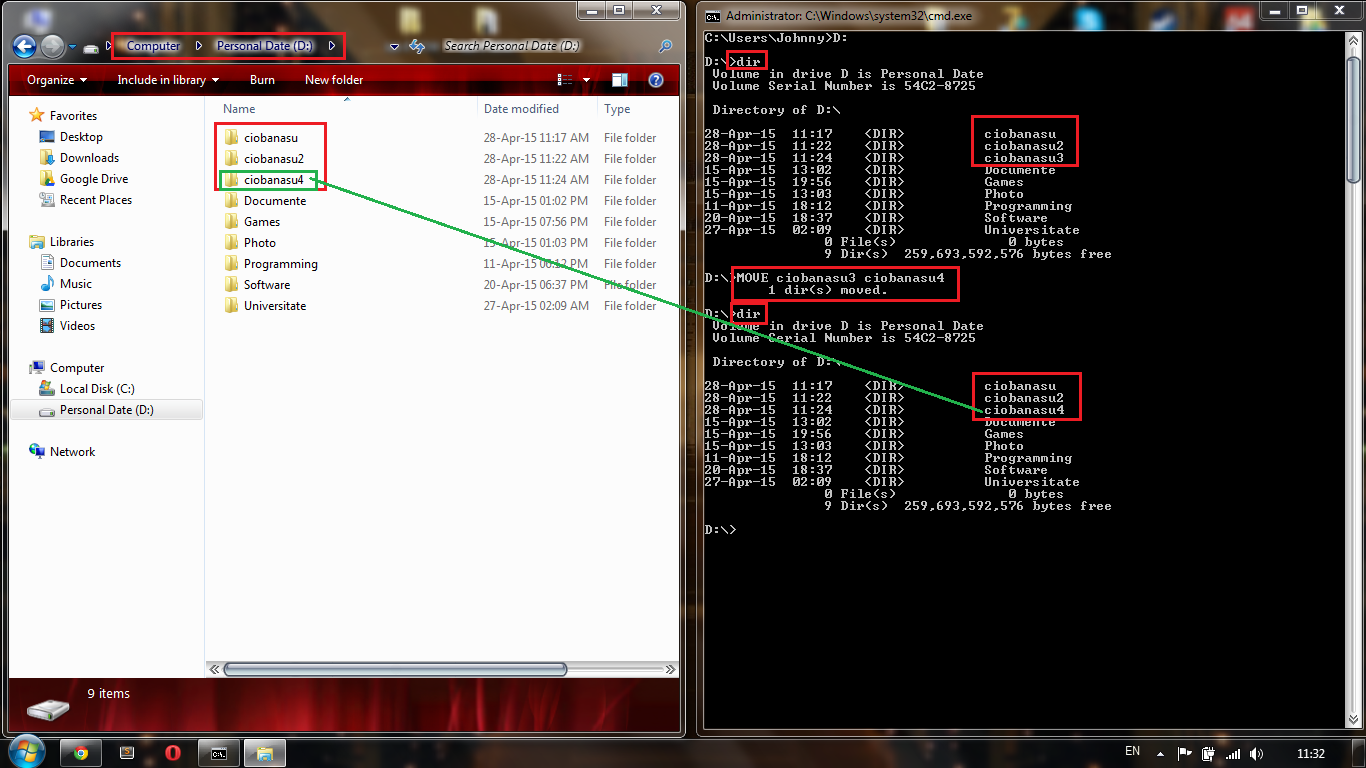 Computer Personal Date (D:) Search Personal Date (D:)
Organize Include in library Burn New folder
Favorites
Desktop
Downloads
Google Drive
Recent Places
Libraries
Documents
Music
Pictures
Videos
Computer
Local Disk (C:)
Personal Date (D:)
Network
Name Date modified Type
ciobanasu 28-Apr-15 11:17 AM File folder
ciobanasu2 28-Apr-15 11:22 AM File folder
ciobanasu4 28-Apr-15 11:24 AM File folder
Documente 15-Apr-15 01:02 PM File folder
Games 15-Apr-15 07:56 PM File folder
Photo 15-Apr-15 01:03 PM File folder
Programming 11-Apr-15 06:12 PM File folder
Software 20-Apr-15 06:37 PM File folder
Universitate 27-Apr-15 02:09 AM File folder
9 items
Administrator: C:\Windows\system32\cmd.exe
C:\Users\Johnny>D:
D:\>dir
Volume in drive D is Personal Date
Volume Serial Number is 54C2-8725
Directory of D:\
28-Apr-15 11:17 <DIR> ciobanasu
28-Apr-15 11:22 <DIR> ciobanasu2
28-Apr-15 11:24 <DIR> ciobanasu3
15-Apr-15 13:02 <DIR> Documente
15-Apr-15 19:56 <DIR> Games
15-Apr-15 13:03 <DIR> Photo
11-Apr-15 18:12 <DIR> Programming
20-Apr-15 18:37 <DIR> Software
27-Apr-15 02:09 <DIR> Universitate
0 File(s) 0 bytes
9 Dir(s) 259,693,592,576 bytes free
D:\>MOVE ciobanasu3 ciobanasu4
1 dir(s) moved.
D:\>dir
Volume in drive D is Personal Date
Volume Serial Number is 54C2-8725
Directory of D:\
28-Apr-15 11:17 <DIR> ciobanasu
28-Apr-15 11:22 <DIR> ciobanasu2
28-Apr-15 11:24 <DIR> ciobanasu4
15-Apr-15 13:02 <DIR> Documente
15-Apr-15 19:56 <DIR> Games
15-Apr-15 13:03 <DIR> Photo
11-Apr-15 18:12 <DIR> Programming
20-Apr-15 18:37 <DIR> Software
27-Apr-15 02:09 <DIR> Universitate
0 File(s) 0 bytes
9 Dir(s) 259,693,592,576 bytes free
D:\>
EN 11:32